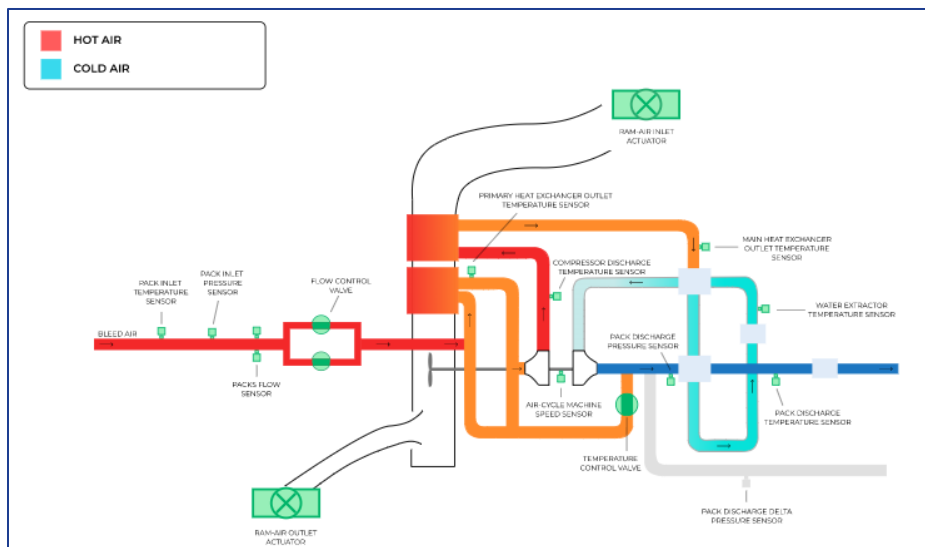 HOT AIR
COLD AIR
RAM-AIR INLET
ACTUATOR
PRIMARY HEAT EXCHANGER OUTLET
TEMPERATURE SENSOR
MAIN HEAT EXCHANGER
OUTLET TEMPERATURE
SENSOR
PACK INLET
TEMPERATURE
SENSOR
PACK INLET
PRESSURE
SENSOR
FLOW CONTROL
VALVE
COMPRESSOR DISCHARGE
TEMPERATURE SENSOR
WATER EXTRACTOR
TEMPERATURE SENSOR
BLEED AIR
PACK DISCHARGE
PRESSURE SENSOR
PACKS FLOW
SENSOR
AIR-CYCLE MACHINE
SPEED SENSOR
PACK DISCHARGE
TEMPERATURE SENSOR
TEMPERATURE
CONTROL VALVE
PACK DISCHARGE DELTA
PRESSURE SENSOR
RAM-AIR OUTLET
ACTUATOR